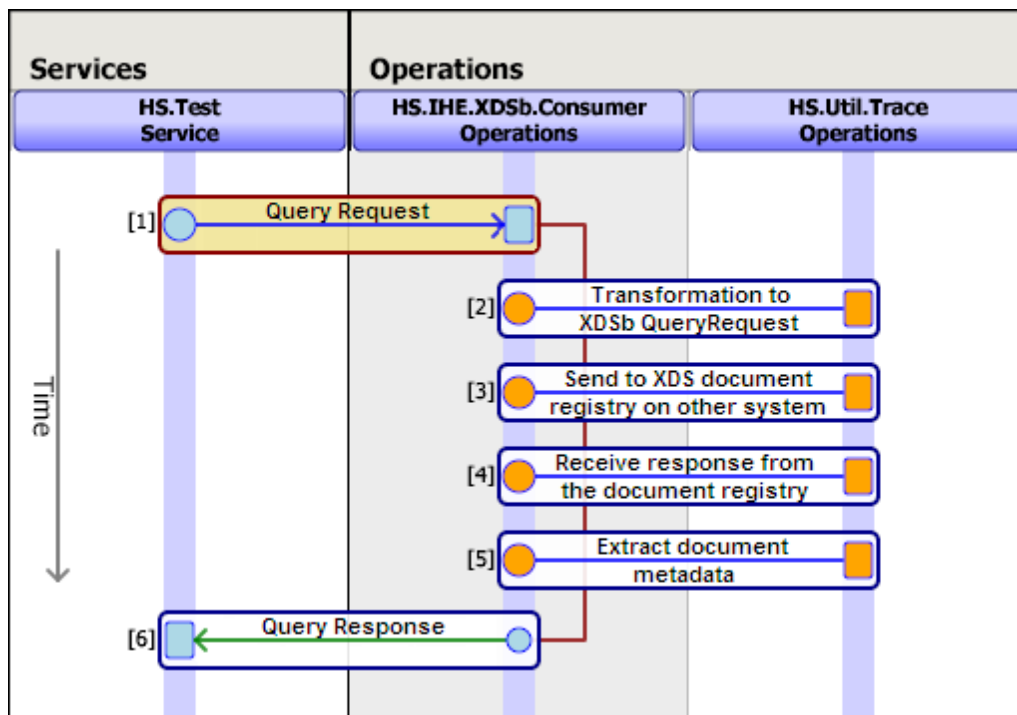 Services
Operations
HS.Test
Service
HS.IHE.XDSb.Consumer
Operations
HS.Util.Trace
Operations
[1]
Query Request
[2]
Transformation to
XDSb QueryRequest
[3]
Send to XDS document
registry on other system
Time
[4]
Receive response from
the document registry
[5]
Extract document
metadata
[6]
Query Response